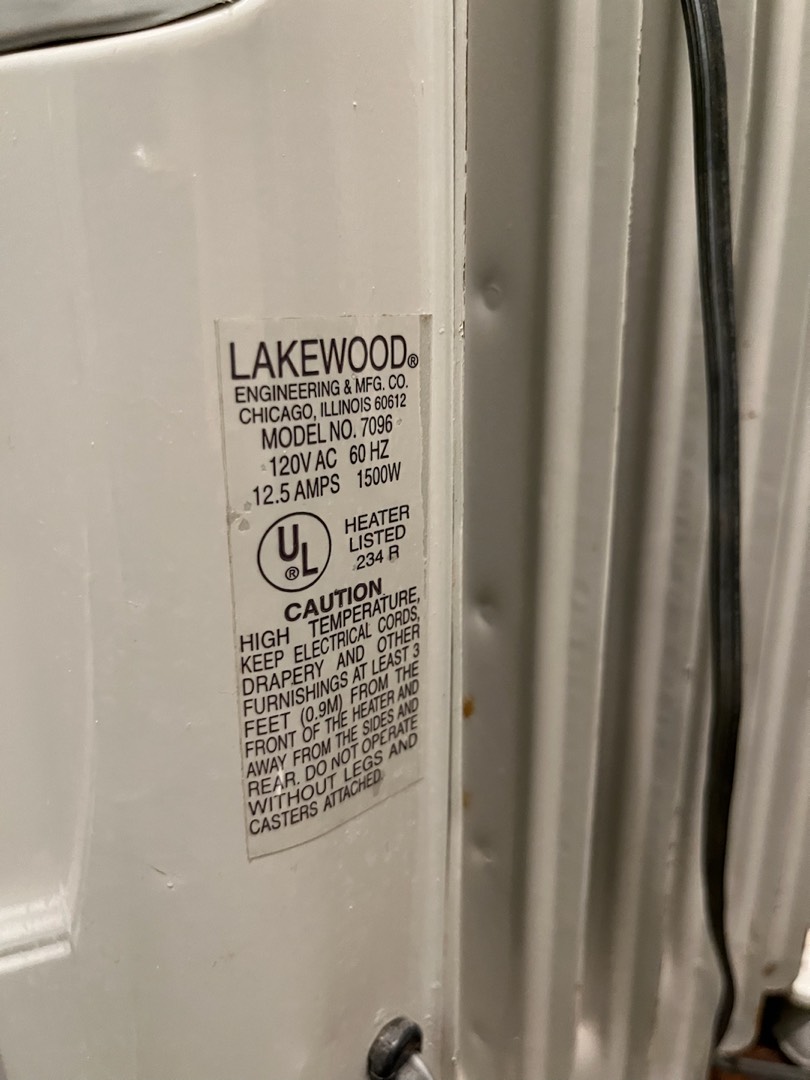 LAKEWOOD®
ENGINEERING & MFG. CO.
CHICAGO, ILLINOIS 60612
MODEL NO. 7096
120V AC 60 HZ
12.5 AMPS 1500W
UL®
HEATER
LISTED
234 R
CAUTION
HIGH TEMPERATURE,
KEEP ELECTRICAL CORDS,
DRAPERY AND OTHER
FURNISHINGS AT LEAST 3
FEET (0.9M) FROM THE
FRONT OF THE HEATER AND
AWAY FROM THE SIDES AND
REAR. DO NOT OPERATE
WITHOUT LEGS AND
CASTERS ATTACHED.